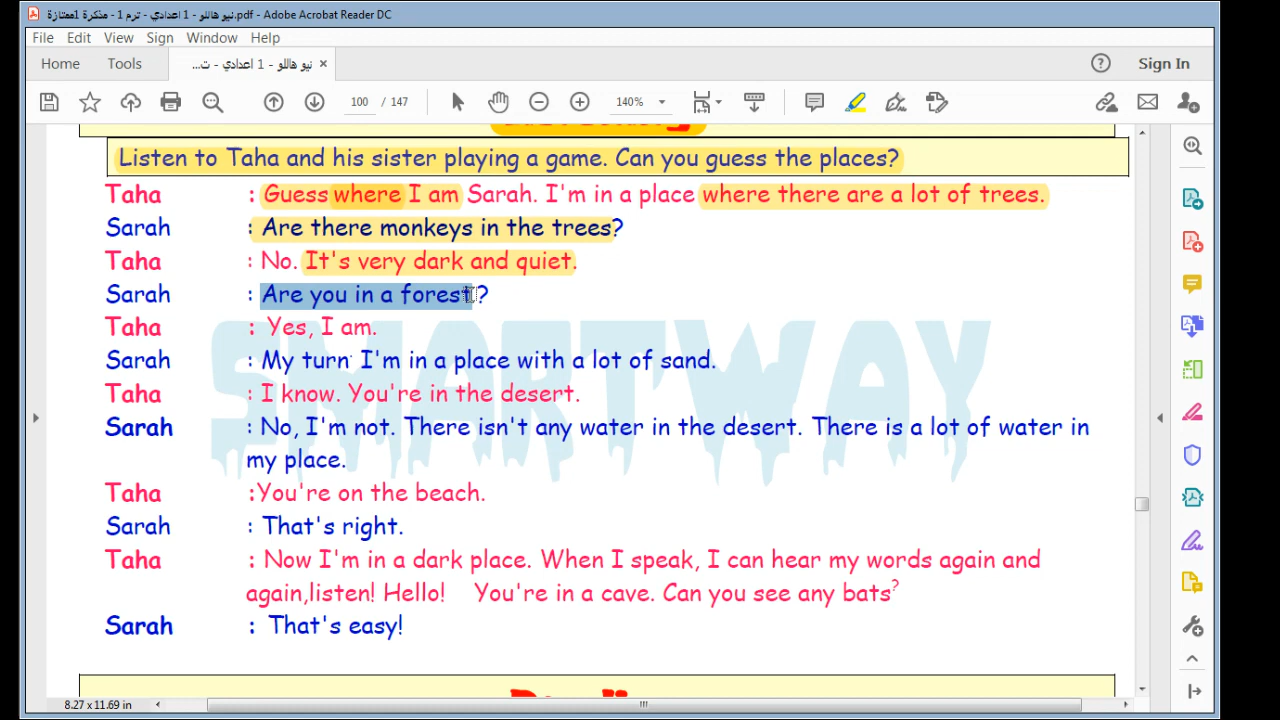 نيو هاللو - 1 اعدادي - ترم 1 - مذكرة 1ممتازة.pdf - Adobe Acrobat Reader DC
File Edit View Sign Window Help
Home Tools نيو هاللو - 1 اعدادي - ت... × Sign In
100 / 147 140%
Listen to Taha and his sister playing a game. Can you guess the places?
Taha : Guess where I am Sarah. I'm in a place where there are a lot of trees.
Sarah : Are there monkeys in the trees?
Taha : No. It's very dark and quiet.
Sarah : Are you in a forest ?
Taha : Yes, I am.
Sarah : My turn I'm in a place with a lot of sand.
Taha : I know. You're in the desert.
Sarah : No, I'm not. There isn't any water in the desert. There is a lot of water in
my place.
Taha :You're on the beach.
Sarah : That's right.
Taha : Now I'm in a dark place. When I speak, I can hear my words again and
again,listen! Hello! You're in a cave. Can you see any bats?
Sarah : That's easy!
SMARTWAY
8.27 x 11.69 in